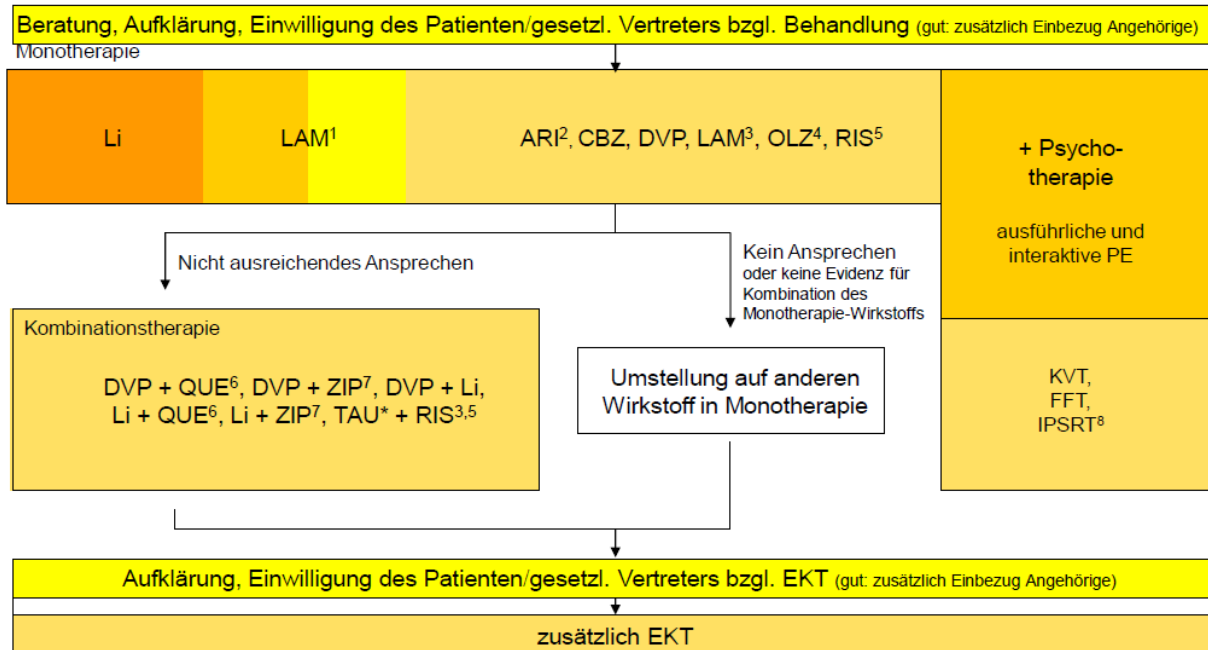 Beratung, Aufklärung, Einwilligung des Patienten/gesetzl. Vertreters bzgl. Behandlung (gut: zusätzlich Einbezug Angehörige)
Monotherapie
Li
LAM¹
ARI², CBZ, DVP, LAM³, OLZ⁴, RIS⁵
+ Psycho-
therapie
ausführliche und
interaktive PE
Nicht ausreichendes Ansprechen
Kein Ansprechen
oder keine Evidenz für
Kombination des
Monotherapie-Wirkstoffs
Kombinationstherapie
DVP + QUE⁶, DVP + ZIP⁷, DVP + Li,
Li + QUE⁶, Li + ZIP⁷, TAU* + RIS³,⁵
Umstellung auf anderen
Wirkstoff in Monotherapie
KVT,
FFT,
IPSRT⁸
Aufklärung, Einwilligung des Patienten/gesetzl. Vertreters bzgl. EKT (gut: zusätzlich Einbezug Angehörige)
zusätzlich EKT